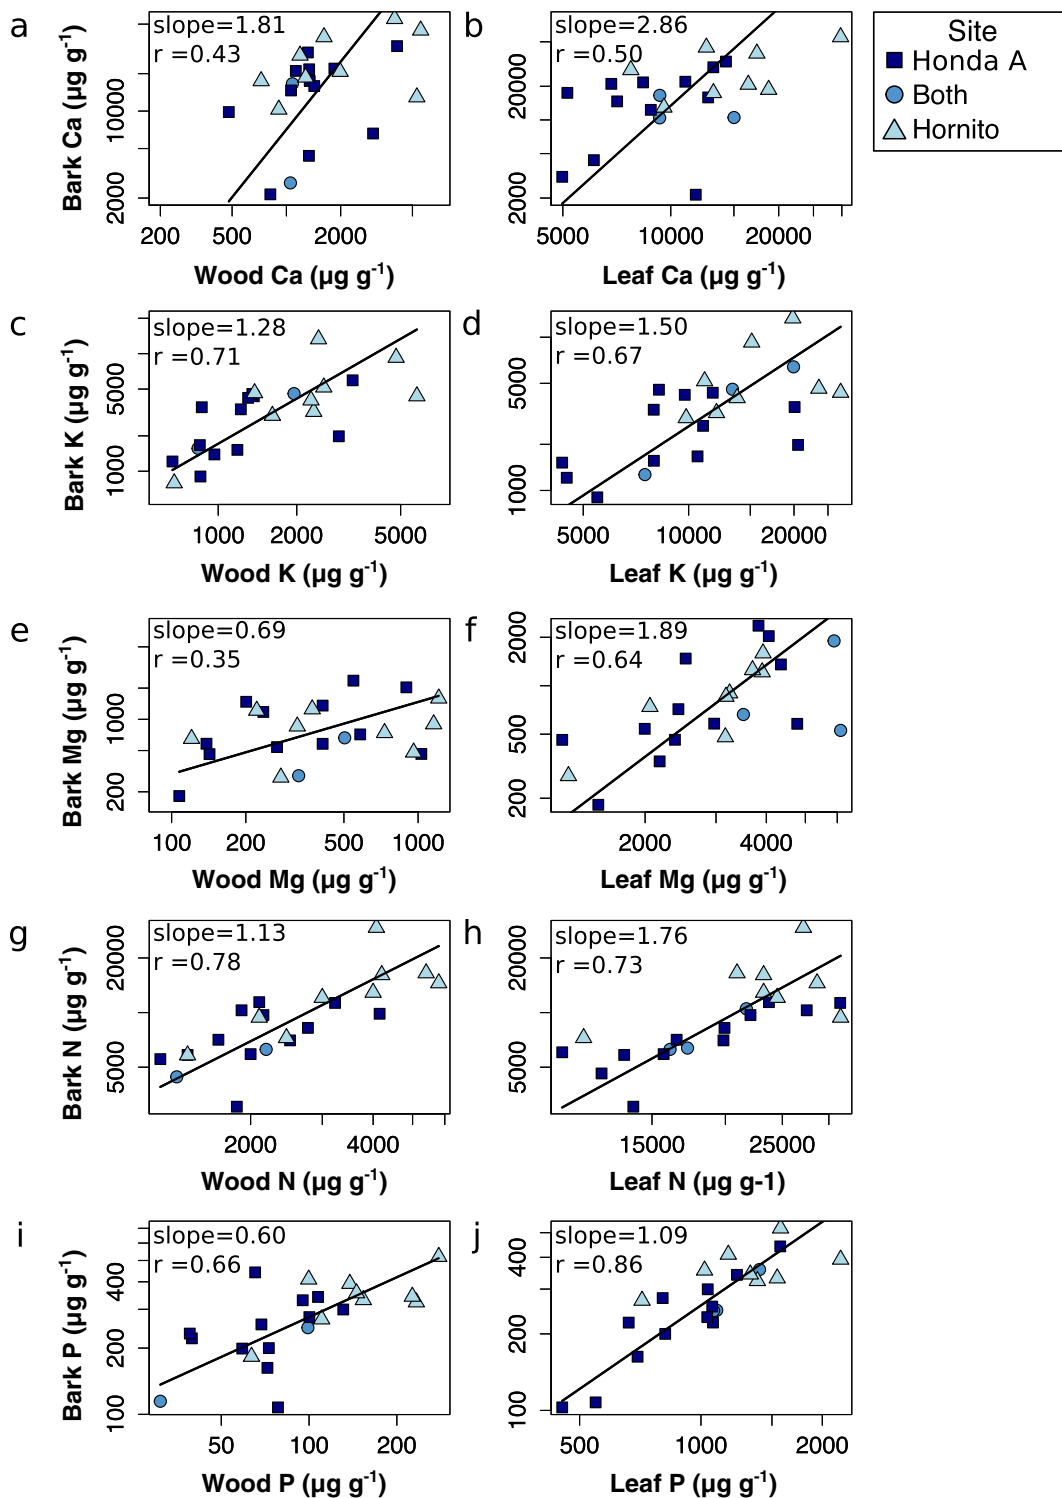 a
slope=1.81
r =0.43
Bark Ca (µg g-1)
10000
2000
200
500
2000
Wood Ca (µg g-1)
b
slope=2.86
r =0.50
20000
2000
5000
10000
20000
Leaf Ca (µg g-1)
Site
Honda A
Both
Hornito
c
slope=1.28
r =0.71
Bark K (µg g-1)
5000
1000
1000
2000
5000
Wood K (µg g-1)
d
slope=1.50
r =0.67
5000
1000
5000
10000
20000
Leaf K (µg g-1)
e
slope=0.69
r =0.35
Bark Mg (µg g-1)
1000
200
100
200
500
1000
Wood Mg (µg g-1)
f
slope=1.89
r =0.64
2000
500
200
2000
4000
Leaf Mg (µg g-1)
g
slope=1.13
r =0.78
Bark N (µg g-1)
20000
5000
2000
4000
Wood N (µg g-1)
h
slope=1.76
r =0.73
20000
5000
15000
25000
Leaf N (µg g-1)
i
slope=0.60
r =0.66
Bark P (µg g-1)
400
200
100
50
100
200
Wood P (µg g-1)
j
slope=1.09
r =0.86
400
200
100
500
1000
2000
Leaf P (µg g-1)